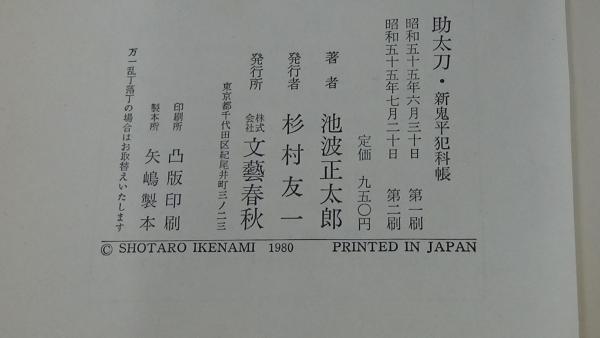 助太刀・新鬼平犯科帳
昭和五十五年六月三十日　第一刷
昭和五十五年七月二十日　第二刷
定価　九五〇円
著者　池波正太郎
発行者　杉村友一
発行所　株式会社　文藝春秋
東京都千代田区紀尾井町三ノ二三
印刷所　凸版印刷
製本所　矢嶋製本
万一乱丁落丁の場合はお取替えいたします
© SHOTARO IKENAMI 1980 PRINTED IN JAPAN